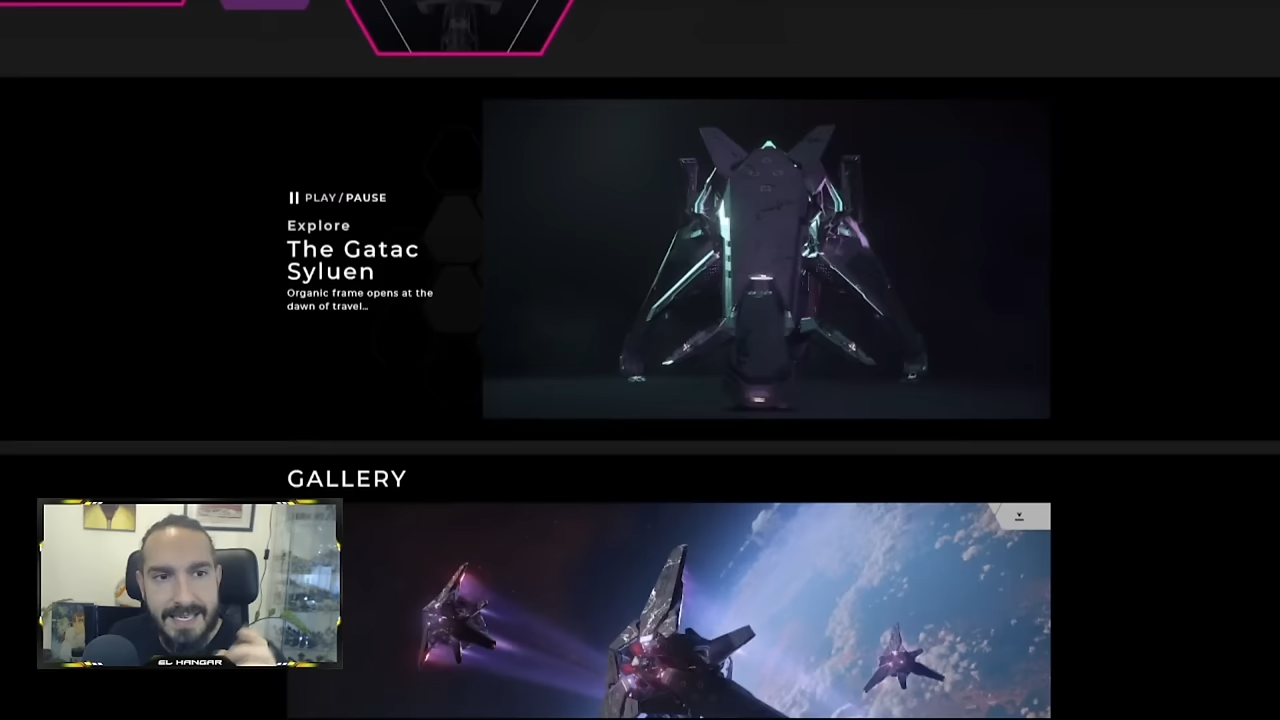 PLAY/PAUSE
Explore
The Gatac
Syluen
Organic frame opens at the
dawn of travel...
GALLERY
EL HANGAR